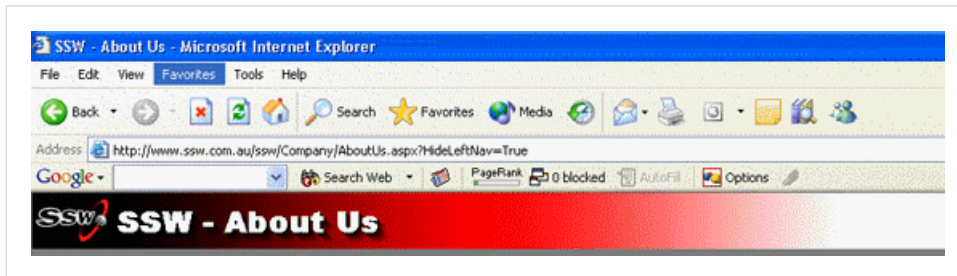 SSW - About Us - Microsoft Internet Explorer
File Edit View Favorites Tools Help
Back Search Favorites Media
Address http://www.ssw.com.au/ssw/Company/AboutUs.aspx?HideLeftNav=True
Google Search Web PageRank 0 blocked AutoFill Options
SSW SSW - About Us